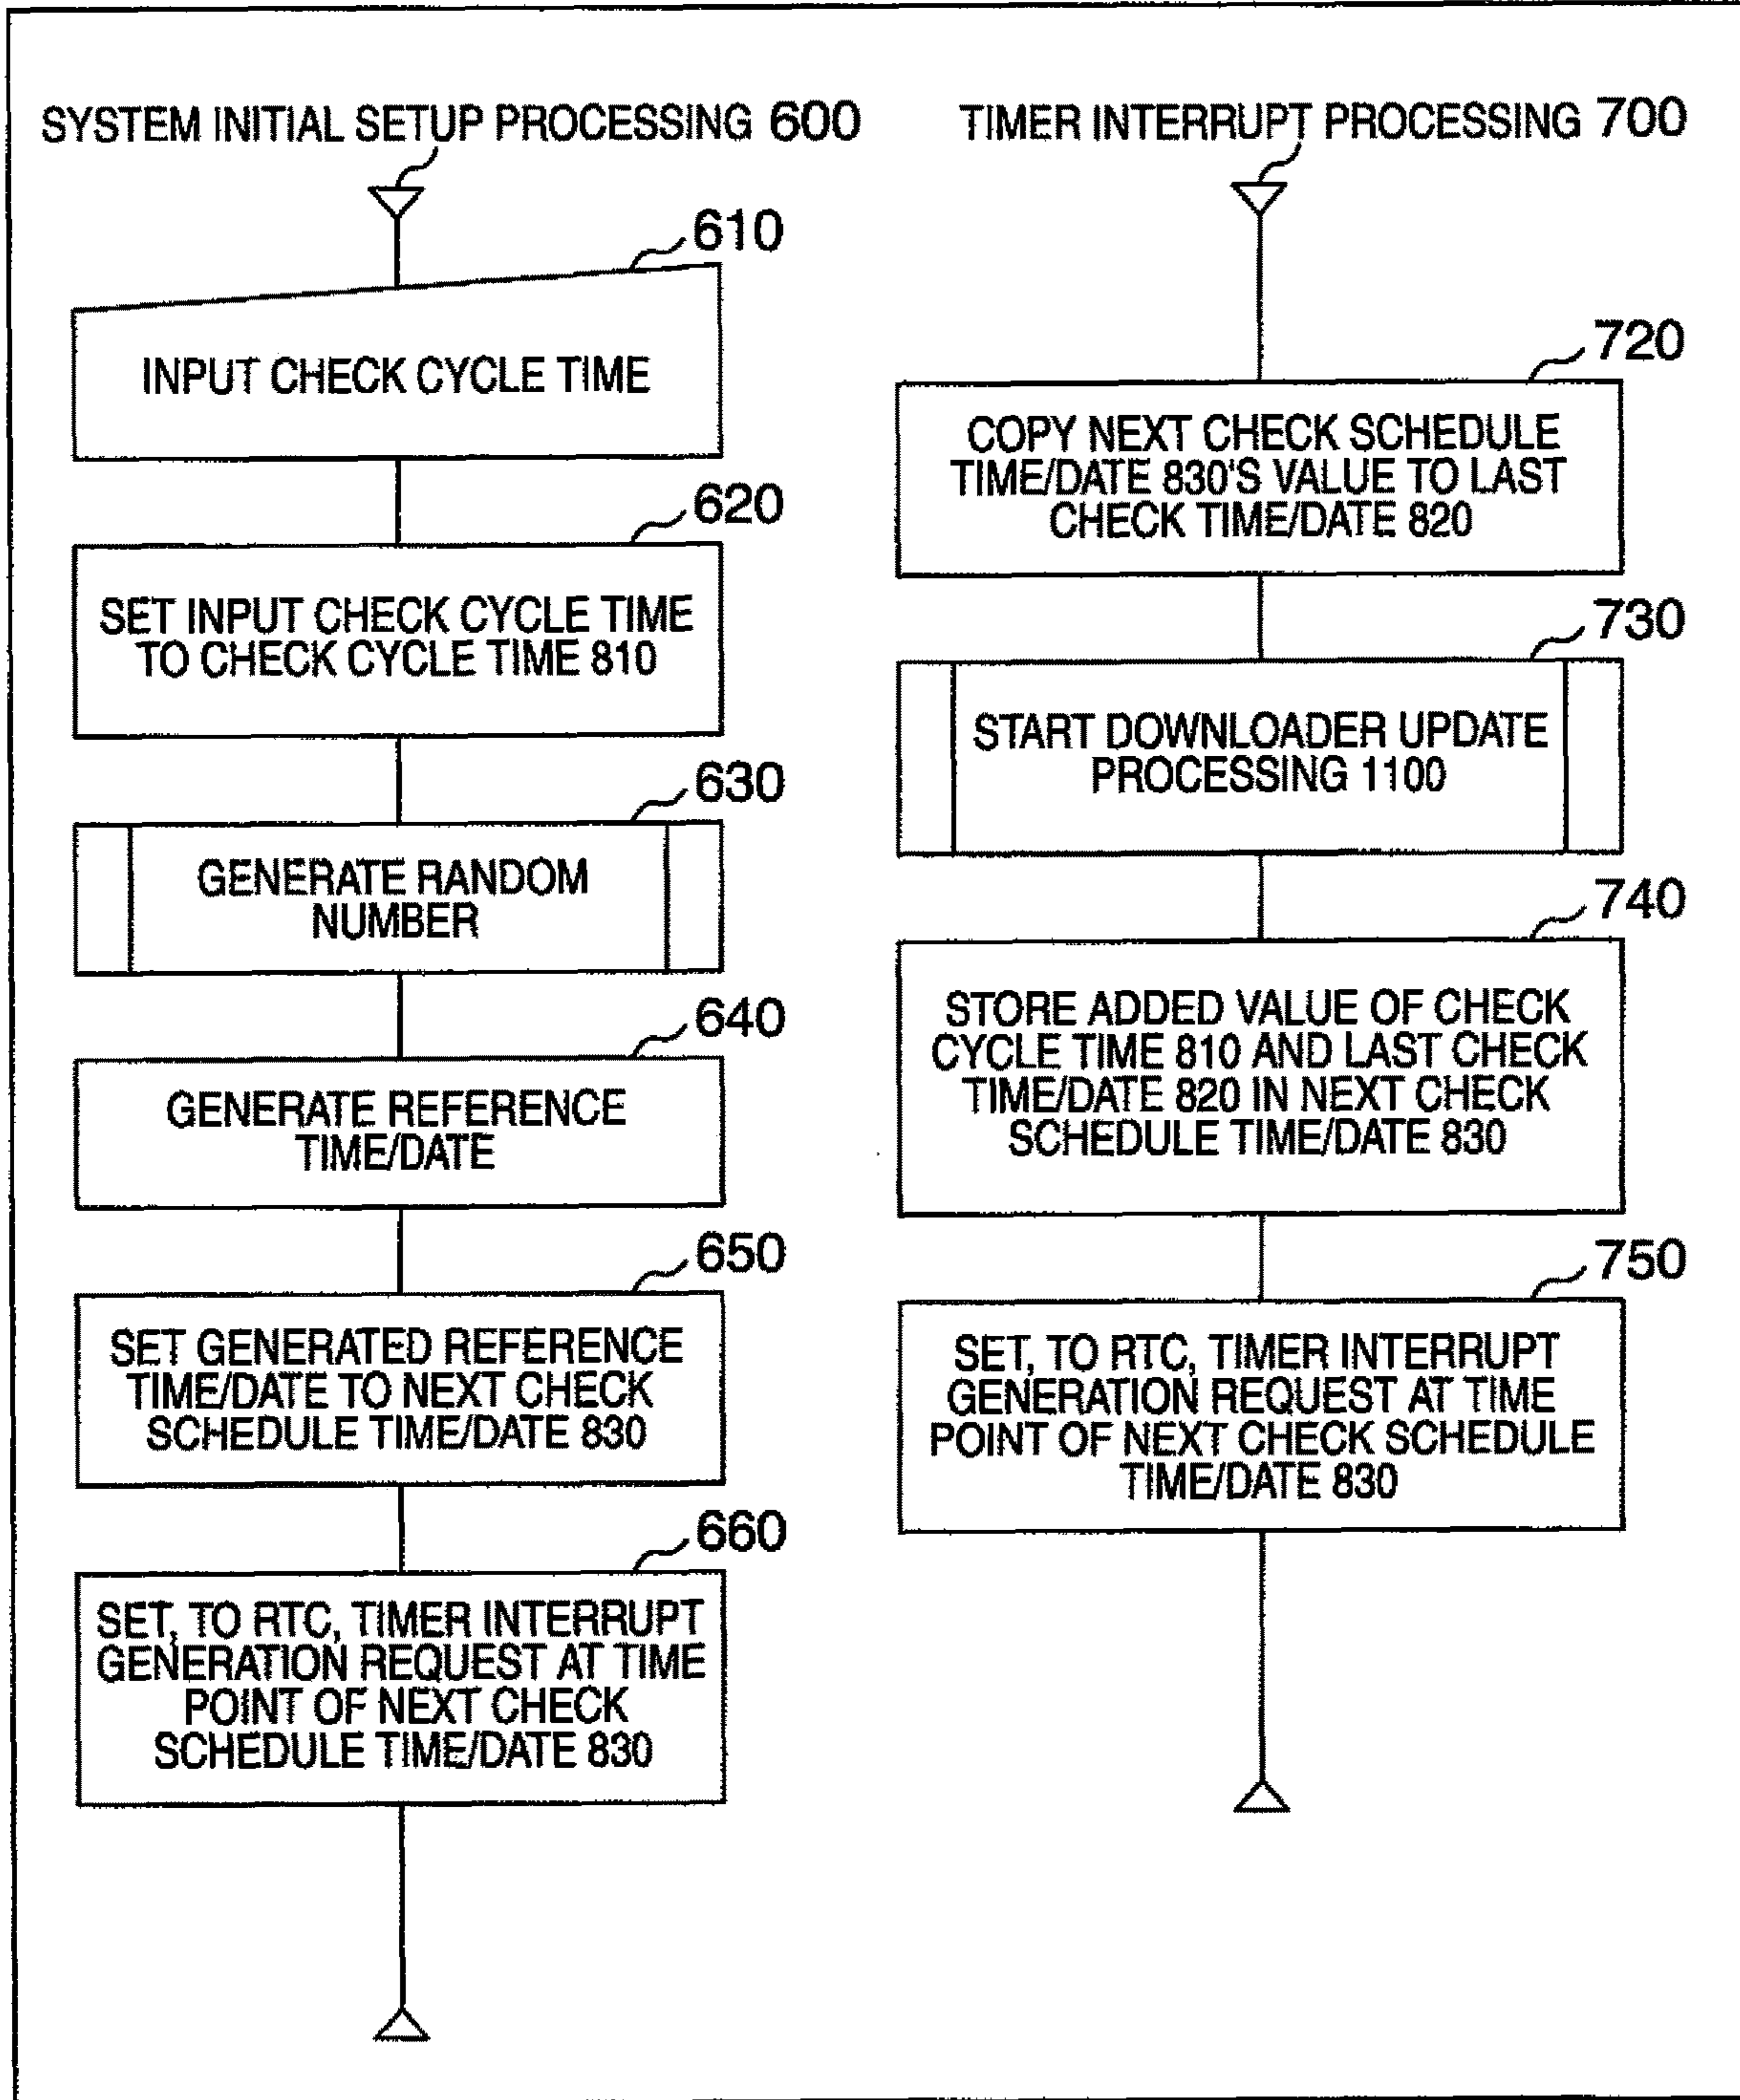 SYSTEM INITIAL SETUP PROCESSING 600
610
INPUT CHECK CYCLE TIME
620
SET INPUT CHECK CYCLE TIME
TO CHECK CYCLE TIME 810
630
GENERATE RANDOM
NUMBER
640
GENERATE REFERENCE
TIME/DATE
650
SET GENERATED REFERENCE
TIME/DATE TO NEXT CHECK
SCHEDULE TIME/DATE 830
660
SET, TO RTC, TIMER INTERRUPT
GENERATION REQUEST AT TIME
POINT OF NEXT CHECK
SCHEDULE TIME/DATE 830
TIMER INTERRUPT PROCESSING 700
720
COPY NEXT CHECK SCHEDULE
TIME/DATE 830'S VALUE TO LAST
CHECK TIME/DATE 820
730
START DOWNLOADER UPDATE
PROCESSING 1100
740
STORE ADDED VALUE OF CHECK
CYCLE TIME 810 AND LAST CHECK
TIME/DATE 820 IN NEXT CHECK
SCHEDULE TIME/DATE 830
750
SET, TO RTC, TIMER INTERRUPT
GENERATION REQUEST AT TIME
POINT OF NEXT CHECK SCHEDULE
TIME/DATE 830